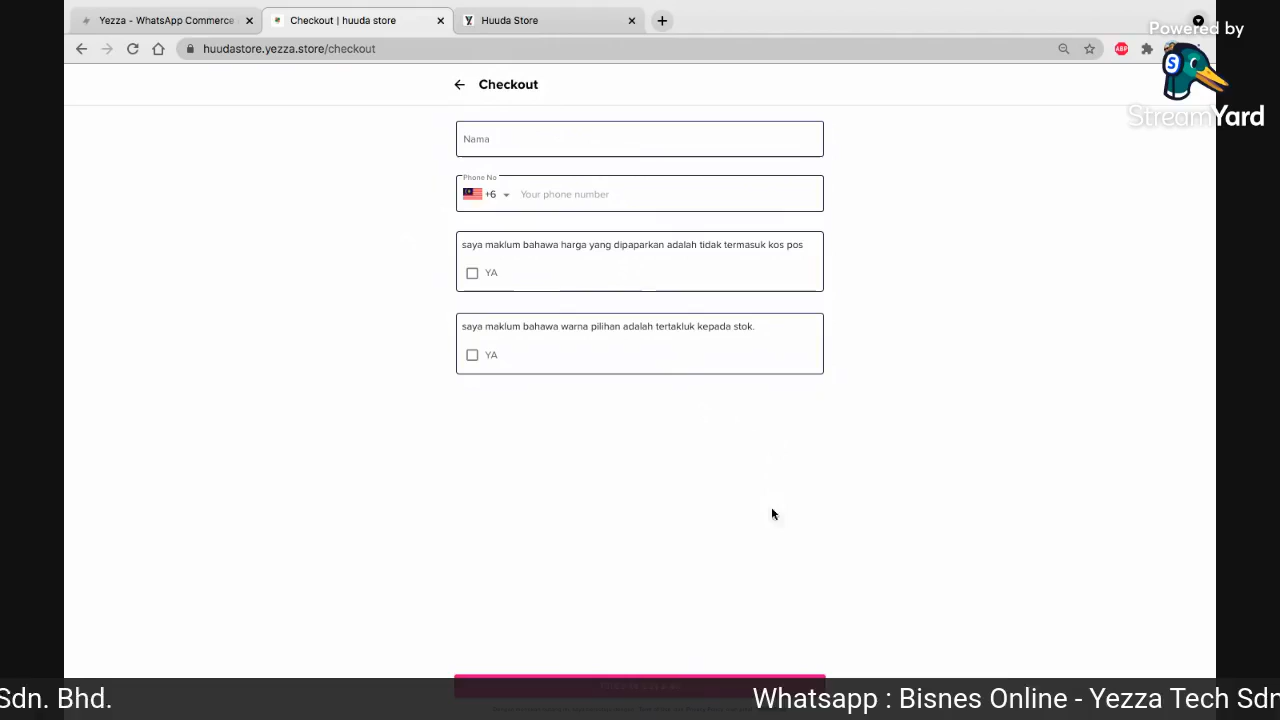 Yezza - WhatsApp Commerce
Checkout | huuda store
Huuda Store
huudastore.yezza.store/checkout
ABP
Powered by
StreamYard
Checkout
Nama
Phone No
+6
Your phone number
saya maklum bahawa harga yang dipaparkan adalah tidak termasuk kos pos
YA
saya maklum bahawa warna pilihan adalah tertakluk kepada stok.
YA
Sdn. Bhd.
Whatsapp : Bisnes Online - Yezza Tech Sdn